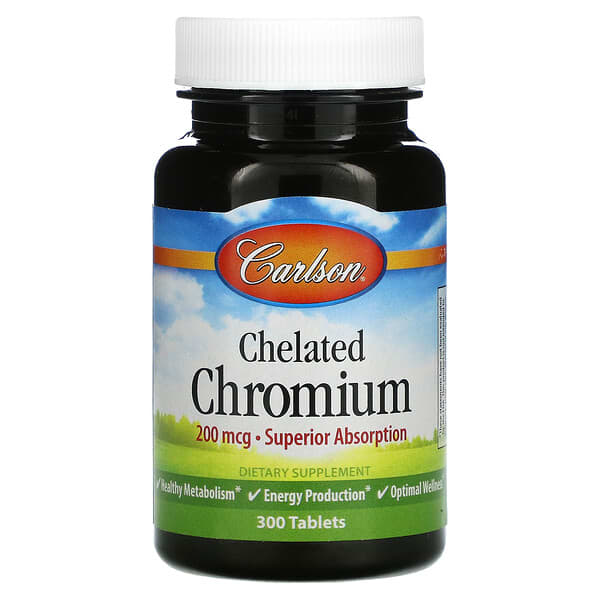 Carlson®
Chelated
Chromium
200 mcg • Superior Absorption
DIETARY SUPPLEMENT
✓Healthy Metabolism* ✓ Energy Production* ✓ Optimal Wellness
300 Tablets